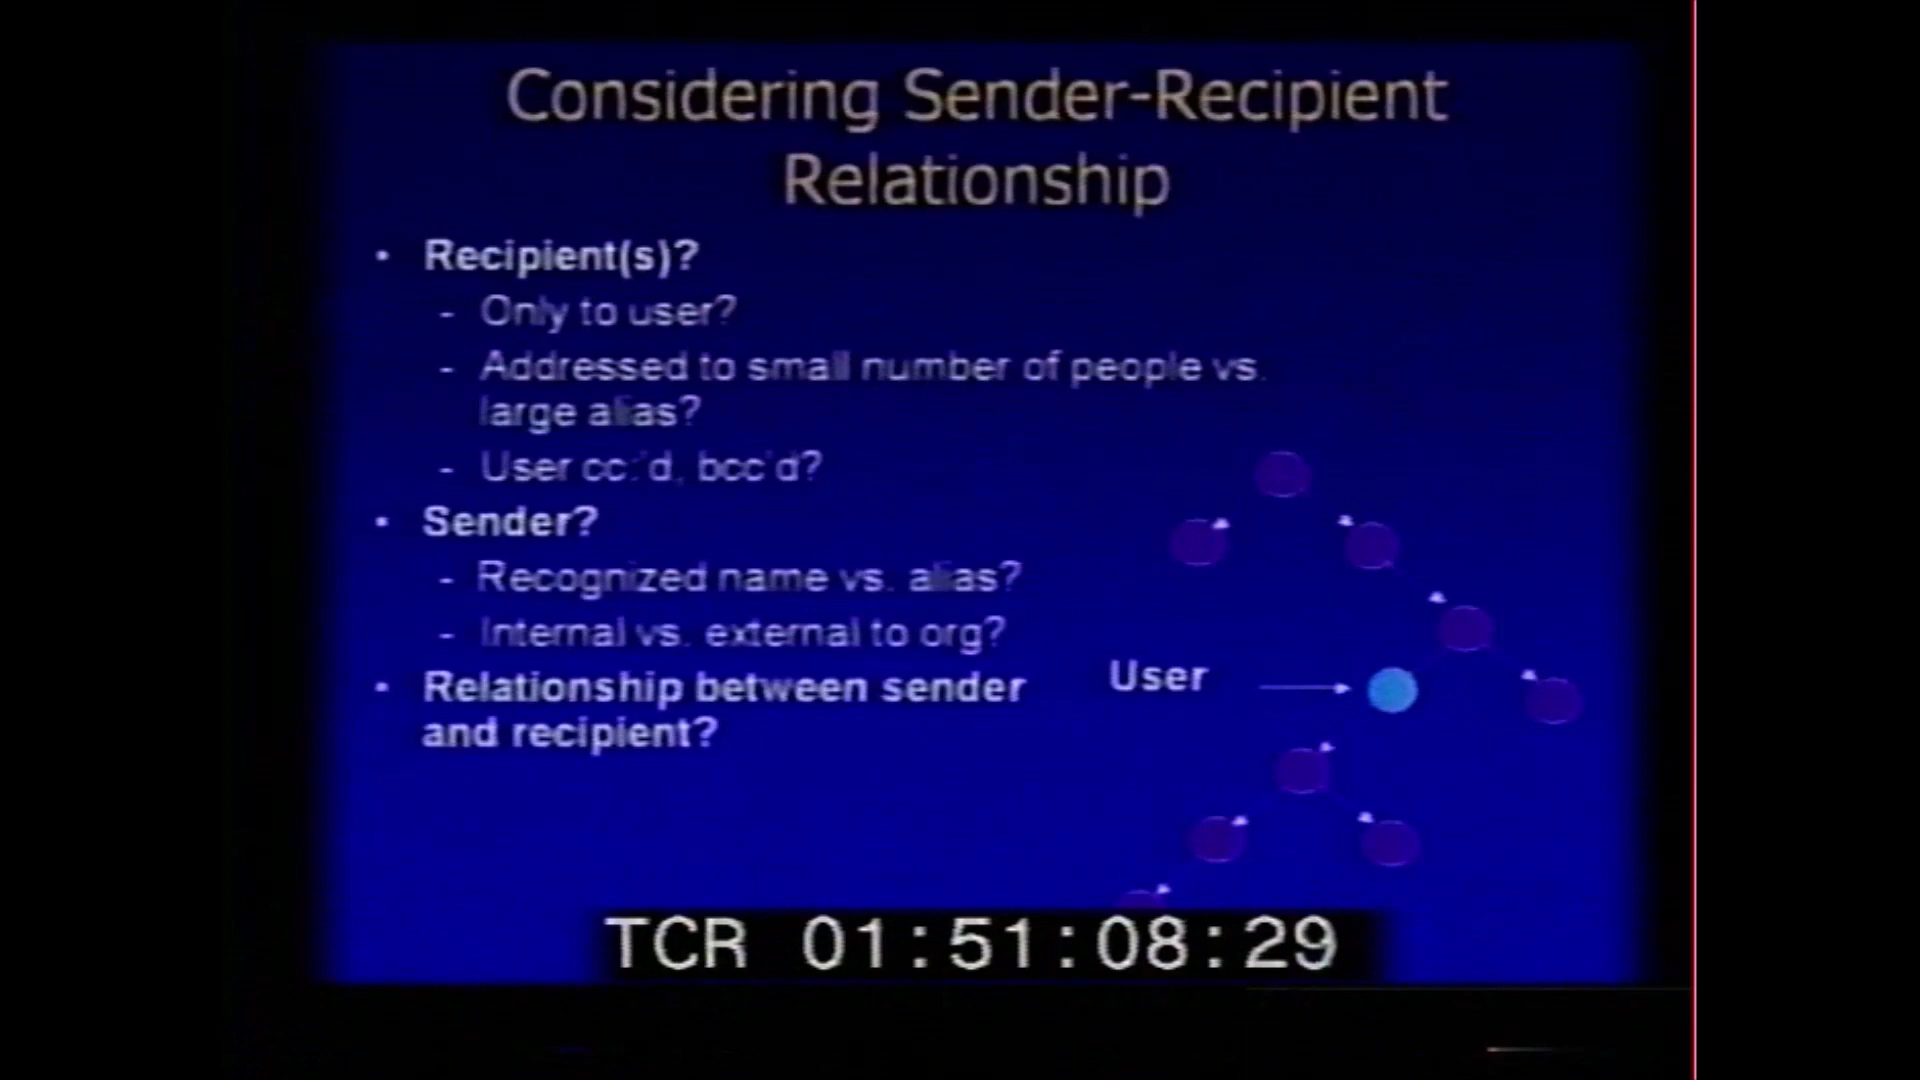 Considering Sender-Recipient
Relationship
• Recipient(s)?
- Only to user?
- Addressed to small number of people vs.
large alias?
- User cc:'d, bcc'd?
• Sender?
- Recognized name vs. alias?
- Internal vs. external to org?
• Relationship between sender
and recipient?
User
TCR 01:51:08:29